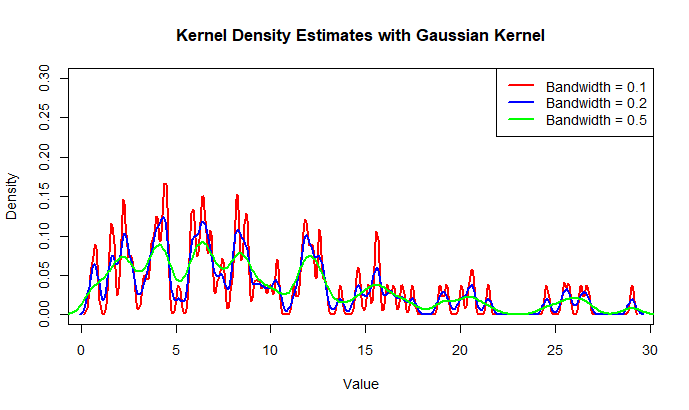 Kernel Density Estimates with Gaussian Kernel
Bandwidth = 0.1
Bandwidth = 0.2
Bandwidth = 0.5
Density
0.30
0.25
0.20
0.15
0.10
0.05
0.00
0 5 10 15 20 25 30
Value